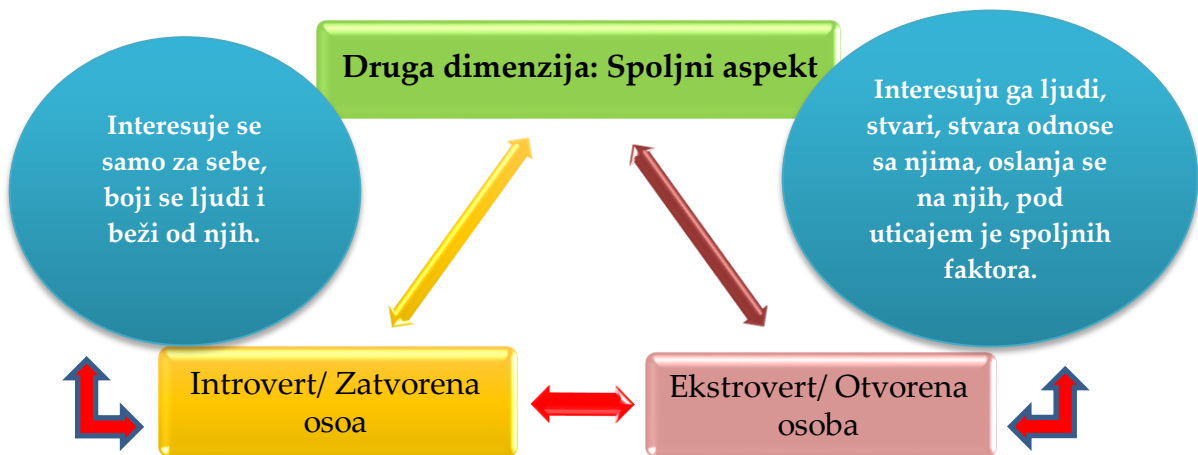 Druga dimenzija: Spoljni aspekt
Interesuje se
samo za sebe,
boji se ljudi i
beži od njih.
Interesuju ga ljudi,
stvari, stvara odnose
sa njima, oslanja se
na njih, pod
uticajem je spoljnih
faktora.
Introvert/ Zatvorena
osoa
Ekstrovert/ Otvorena
osoba